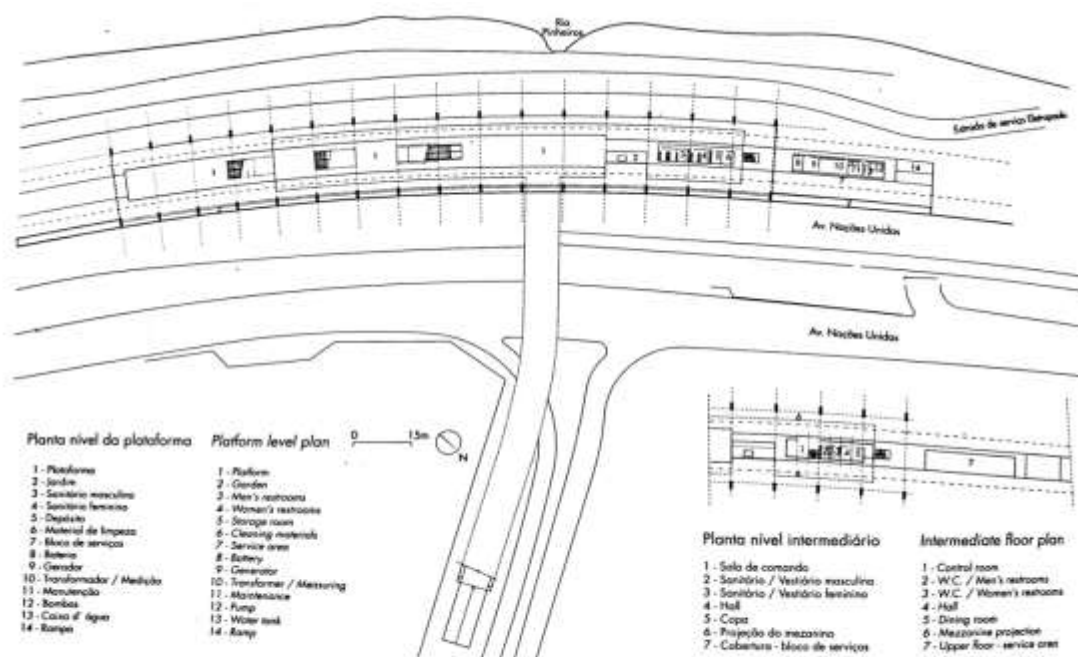 Rio
Pinheiros
Estrada de serviço Eletropaulo
Av. Nações Unidas
Av. Nações Unidas
Planta nível da plataforma
1 - Plataforma
2 - Jardim
3 - Sanitário masculino
4 - Sanitário feminino
5 - Depósito
6 - Material de limpeza
7 - Bloco de serviços
8 - Bateria
9 - Gerador
10 - Transformador / Medição
11 - Manutenção
12 - Bombas
13 - Caixa d' água
14 - Rampa
Platform level plan
1 - Platform
2 - Garden
3 - Men's restrooms
4 - Women's restrooms
5 - Storage room
6 - Cleaning materials
7 - Service area
8 - Battery
9 - Generator
10 - Transformer / Measuring
11 - Maintenance
12 - Pump
13 - Water tank
14 - Ramp
0 15m
N
Planta nível intermediário
1 - Sala de comando
2 - Sanitário / Vestiário masculino
3 - Sanitário / Vestiário feminino
4 - Hall
5 - Copa
6 - Projeção do mezanino
7 - Cobertura - bloco de serviços
Intermediate floor plan
1 - Control room
2 - W.C. / Men's restrooms
3 - W.C. / Women's restrooms
4 - Hall
5 - Dining room
6 - Mezzanine projection
7 - Upper floor - service area